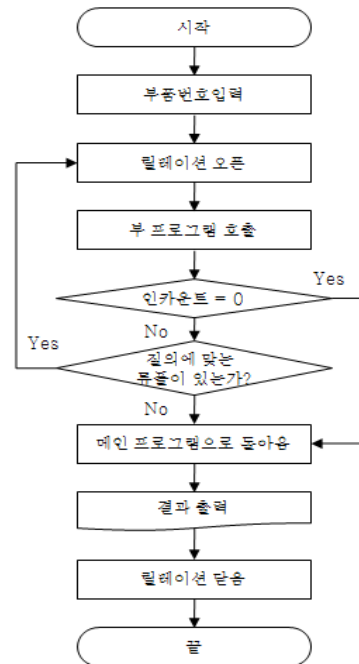 시작
부품번호입력
릴레이션 오픈
부 프로그램 호출
인카운트 = 0
Yes
No
Yes
질의에 맞는
튜플이 있는가?
No
메인 프로그램으로 돌아옴
결과 출력
릴레이션 닫음
끝